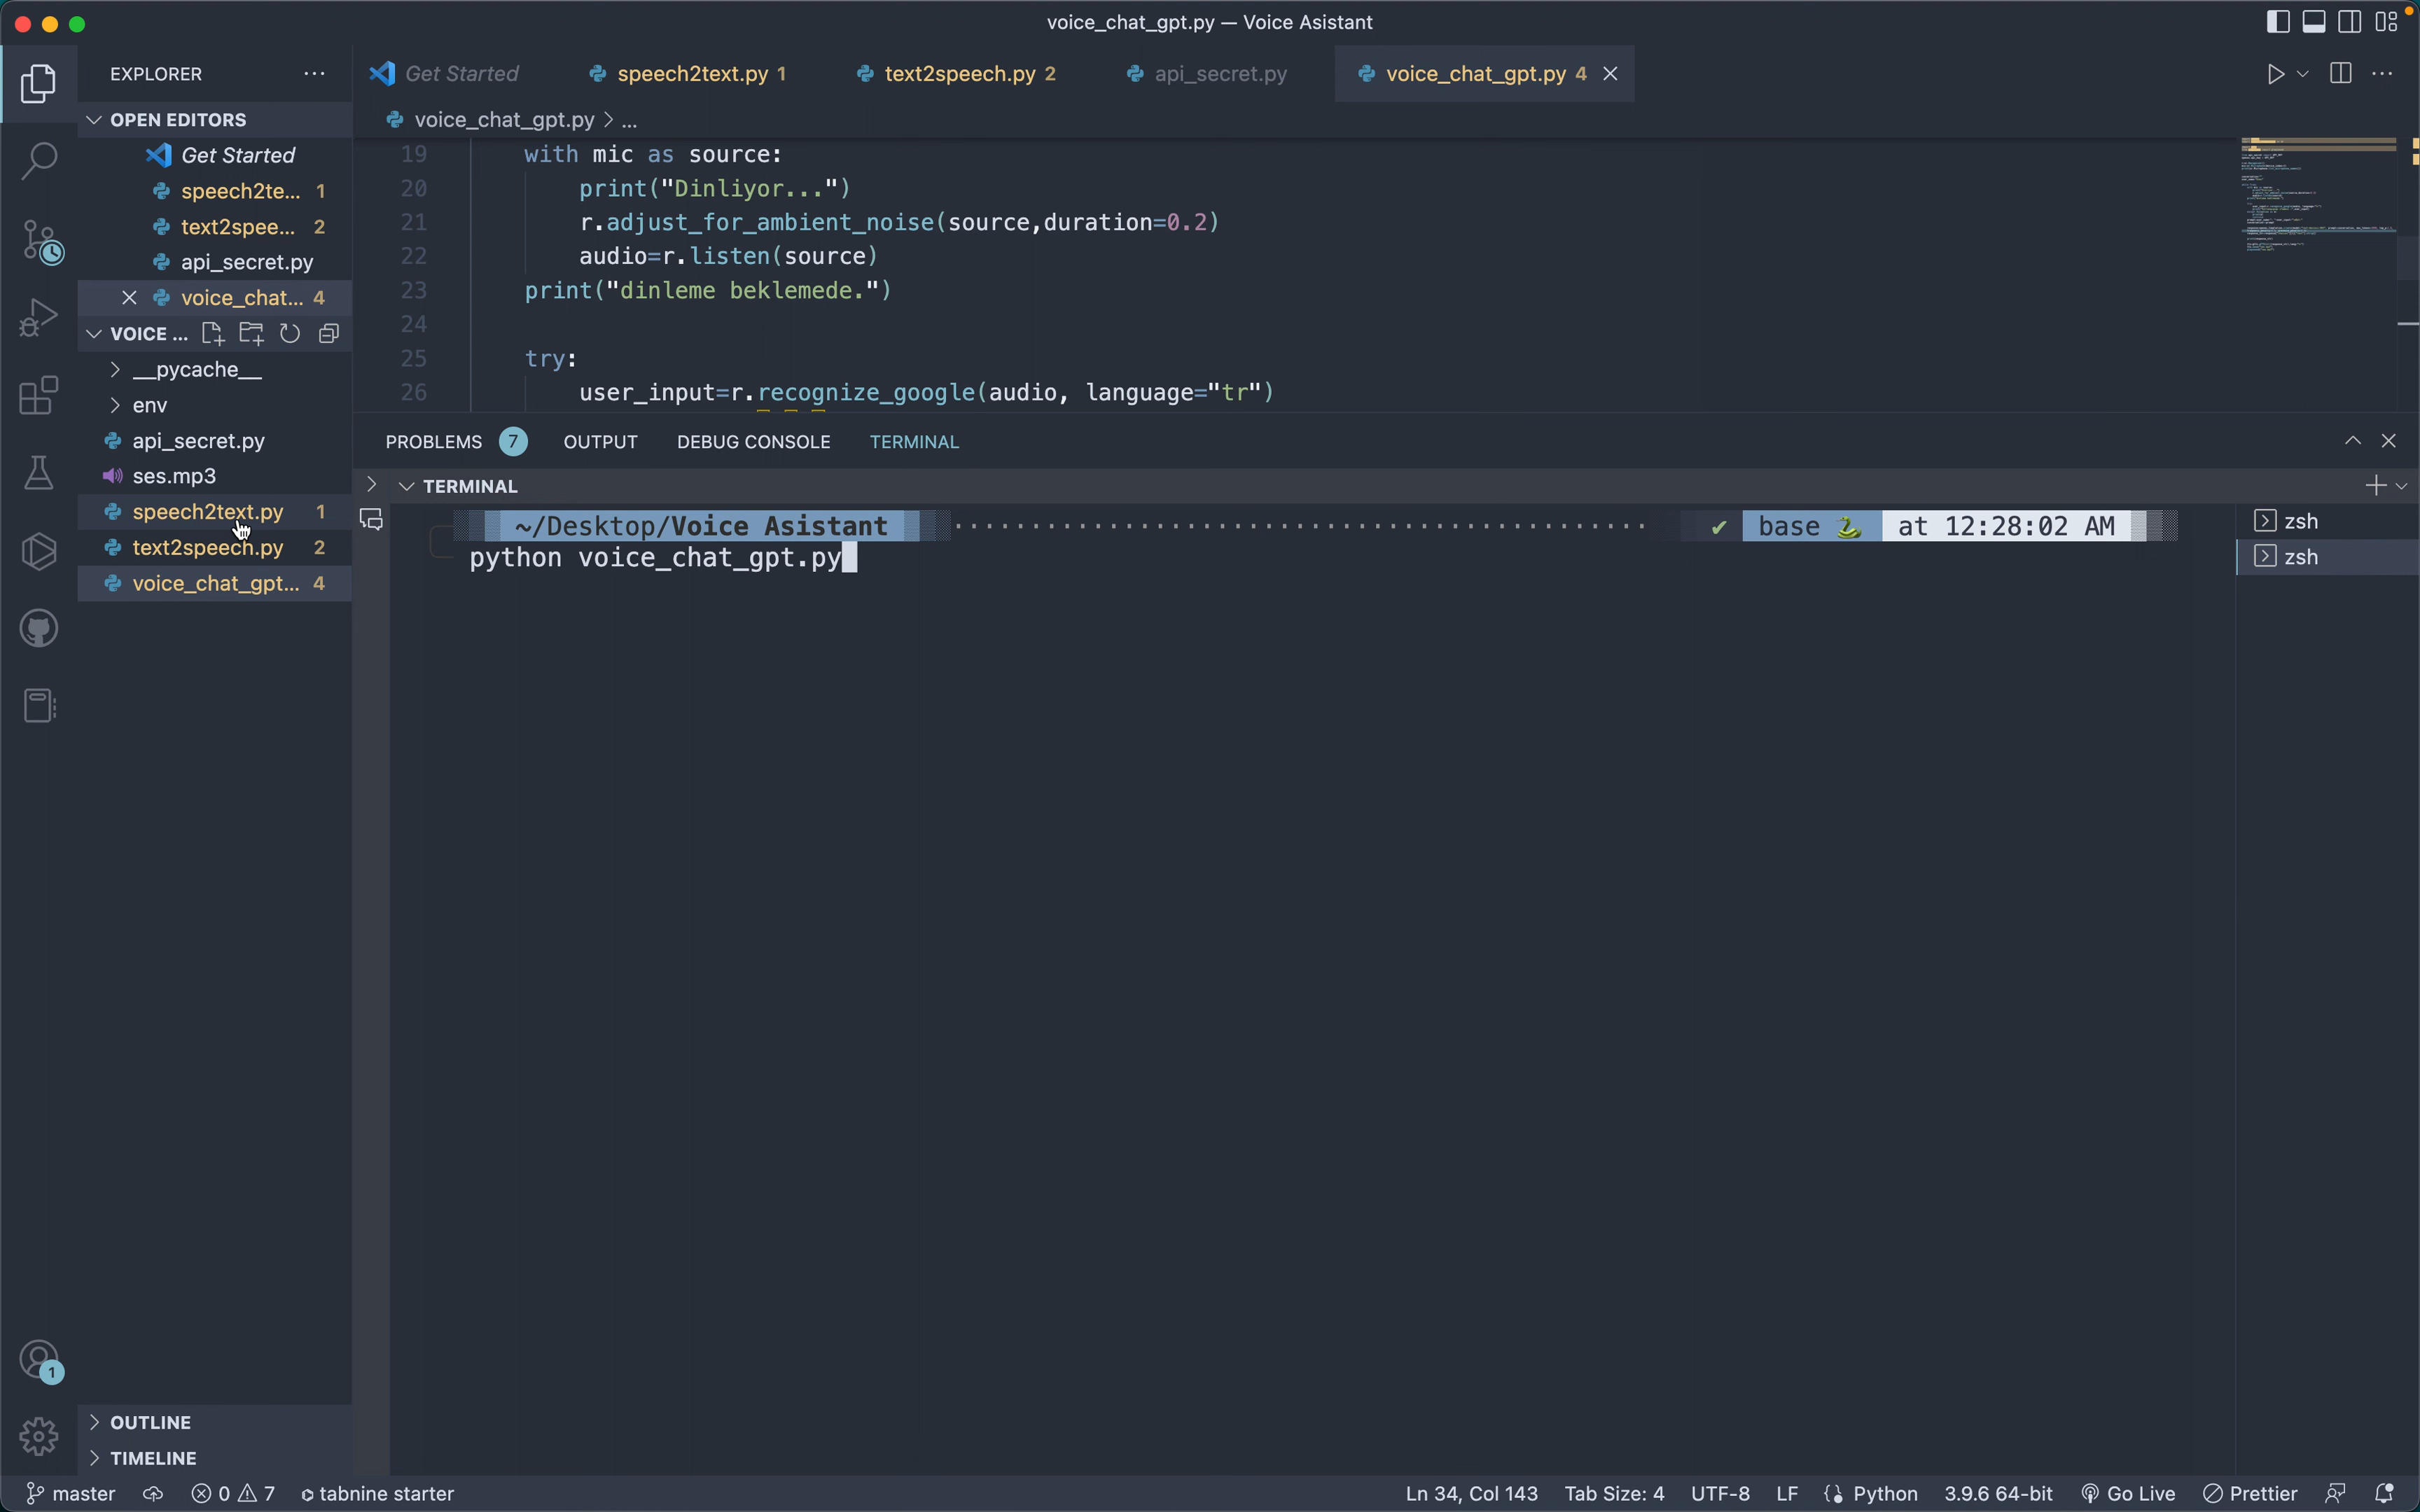 voice_chat_gpt.py — Voice Asistant
EXPLORER
Get Started
speech2text.py 1
text2speech.py 2
api_secret.py
voice_chat_gpt.py 4
OPEN EDITORS
voice_chat_gpt.py > ...
Get Started
speech2te... 1
text2spee... 2
api_secret.py
voice_chat... 4
VOICE ...
__pycache__
env
api_secret.py
ses.mp3
speech2text.py 1
text2speech.py 2
voice_chat_gpt... 4
19 with mic as source:
20 print("Dinliyor...")
21 r.adjust_for_ambient_noise(source,duration=0.2)
22 audio=r.listen(source)
23 print("dinleme beklemede.")
24
25 try:
26 user_input=r.recognize_google(audio, language="tr")
PROBLEMS 7 OUTPUT DEBUG CONSOLE TERMINAL
TERMINAL
~/Desktop/Voice Asistant ✔ base 🐍 at 12:28:02 AM
python voice_chat_gpt.py
zsh
zsh
1
OUTLINE
TIMELINE
master 0 7 tabnine starter Ln 34, Col 143 Tab Size: 4 UTF-8 LF Python 3.9.6 64-bit Go Live Prettier